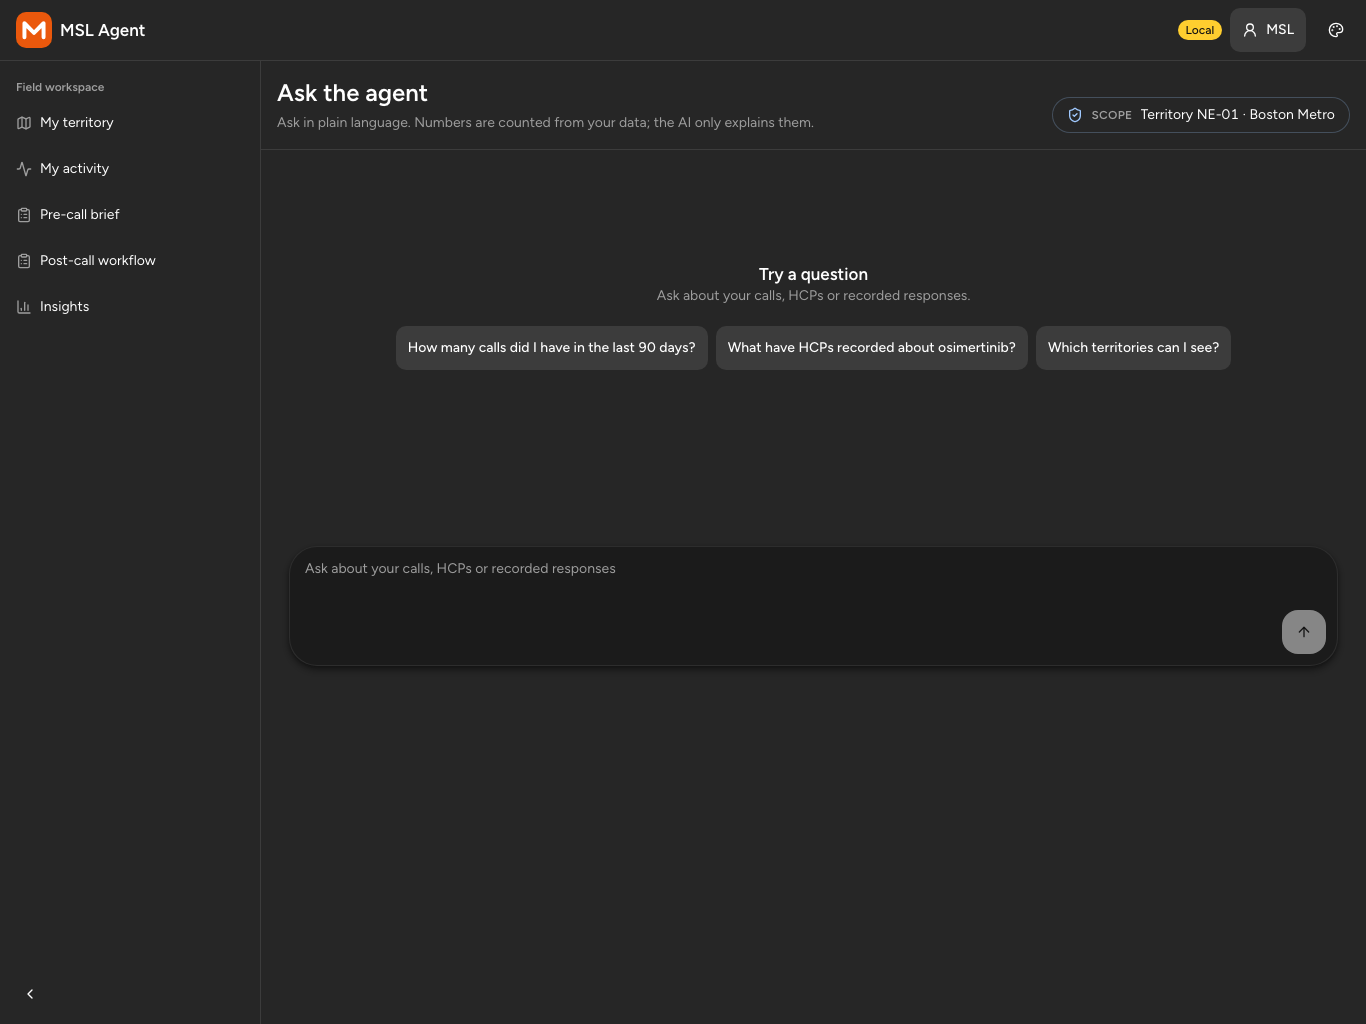 MSL Agent
Local
MSL
Field workspace
My territory
My activity
Pre-call brief
Post-call workflow
Insights
Ask the agent
Ask in plain language. Numbers are counted from your data; the AI only explains them.
SCOPE Territory NE-01 · Boston Metro
Try a question
Ask about your calls, HCPs or recorded responses.
How many calls did I have in the last 90 days?
What have HCPs recorded about osimertinib?
Which territories can I see?
Ask about your calls, HCPs or recorded responses